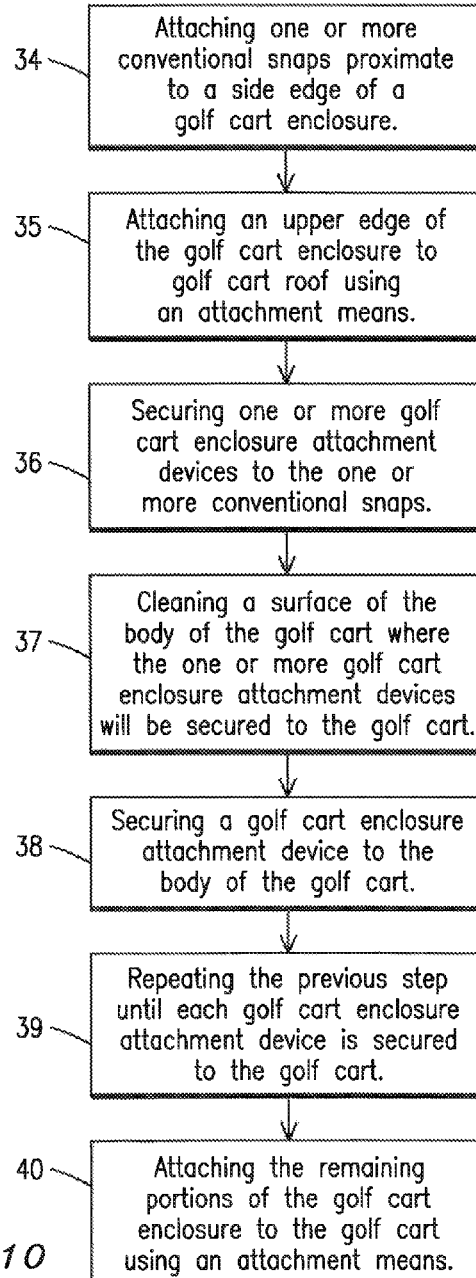 34
Attaching one or more
conventional snaps proximate
to a side edge of a
golf cart enclosure.
35
Attaching an upper edge of
the golf cart enclosure to
golf cart roof using
an attachment means.
36
Securing one or more golf
cart enclosure attachment
devices to the one or
more conventional snaps.
37
Cleaning a surface of the
body of the golf cart where
the one or more golf cart
enclosure attachment devices
will be secured to the golf cart.
38
Securing a golf cart enclosure
attachment device to the
body of the golf cart.
39
Repeating the previous step
until each golf cart enclosure
attachment device is secured
to the golf cart.
40
Attaching the remaining
portions of the golf cart
enclosure to the golf cart
using an attachment means.
10